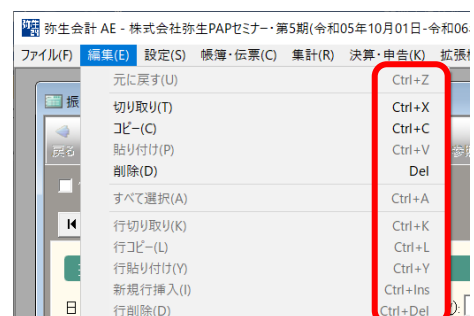 弥生会計 AE - 株式会社弥生PAPセミナー・第5期(令和05年10月01日-令和06
ファイル(F) 編集(E) 設定(S) 帳簿・伝票(C) 集計(R) 決算・申告(K) 拡張機
元に戻す(U) Ctrl+Z
振
切り取り(T) Ctrl+X
コピー(C) Ctrl+C
戻る 貼り付け(P) Ctrl+V 参照
削除(D) Del
すべて選択(A) Ctrl+A
行切り取り(K) Ctrl+K
行コピー(L) Ctrl+L
行貼り付け(Y) Ctrl+Y
新規行挿入(I) Ctrl+Ins
日 行削除(D) Ctrl+Del